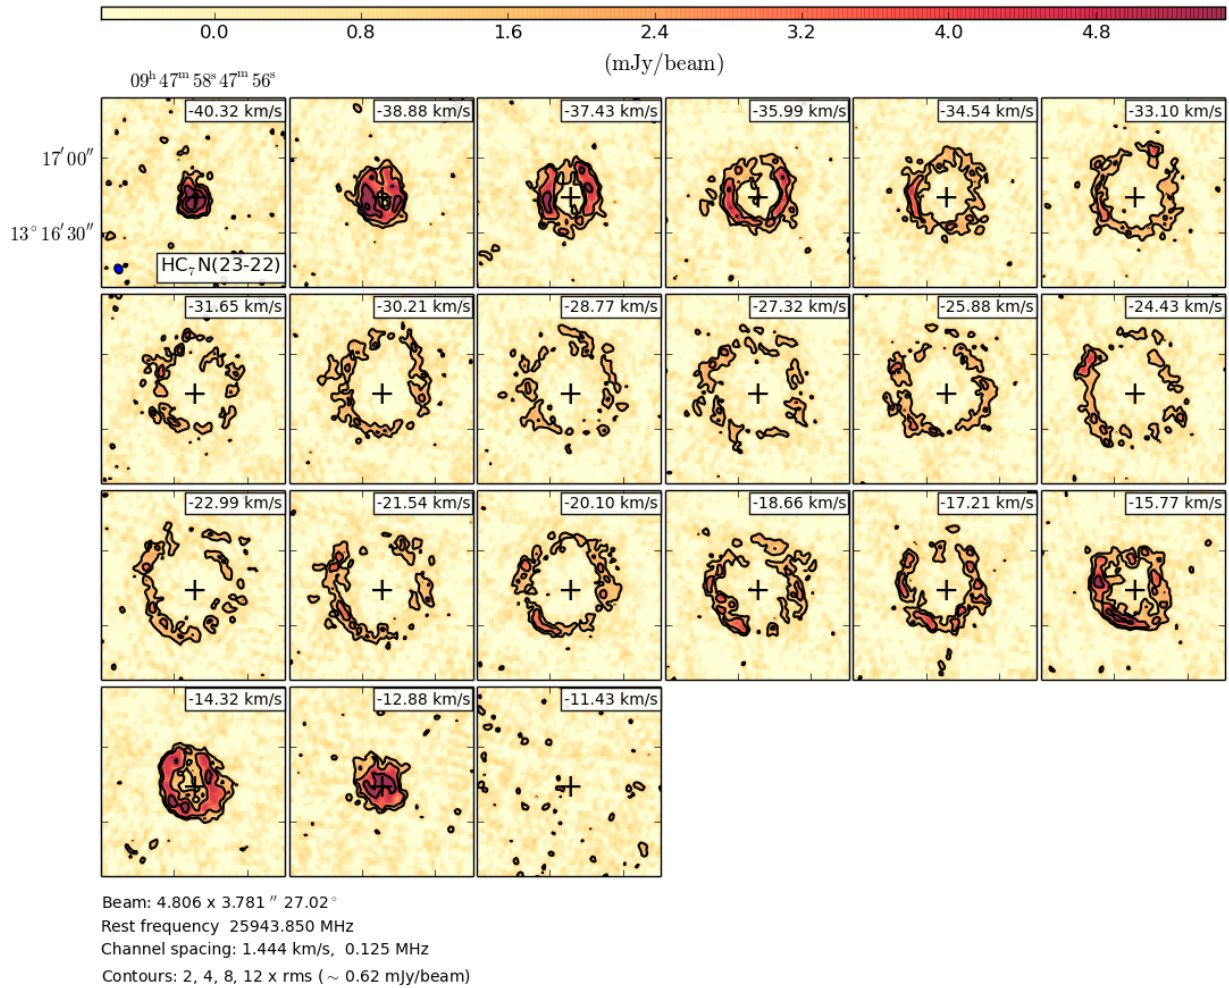 0.0 0.8 1.6 2.4 3.2 4.0 4.8
(mJy/beam)
09ʰ 47ᵐ 58ˢ 47ᵐ 56ˢ
-40.32 km/s -38.88 km/s -37.43 km/s -35.99 km/s -34.54 km/s -33.10 km/s
17′00″
13° 16′30″
HC₇N(23-22)
-31.65 km/s -30.21 km/s -28.77 km/s -27.32 km/s -25.88 km/s -24.43 km/s
-22.99 km/s -21.54 km/s -20.10 km/s -18.66 km/s -17.21 km/s -15.77 km/s
-14.32 km/s -12.88 km/s -11.43 km/s
Beam: 4.806 x 3.781 ″ 27.02°
Rest frequency 25943.850 MHz
Channel spacing: 1.444 km/s, 0.125 MHz
Contours: 2, 4, 8, 12 x rms (∼ 0.62 mJy/beam)